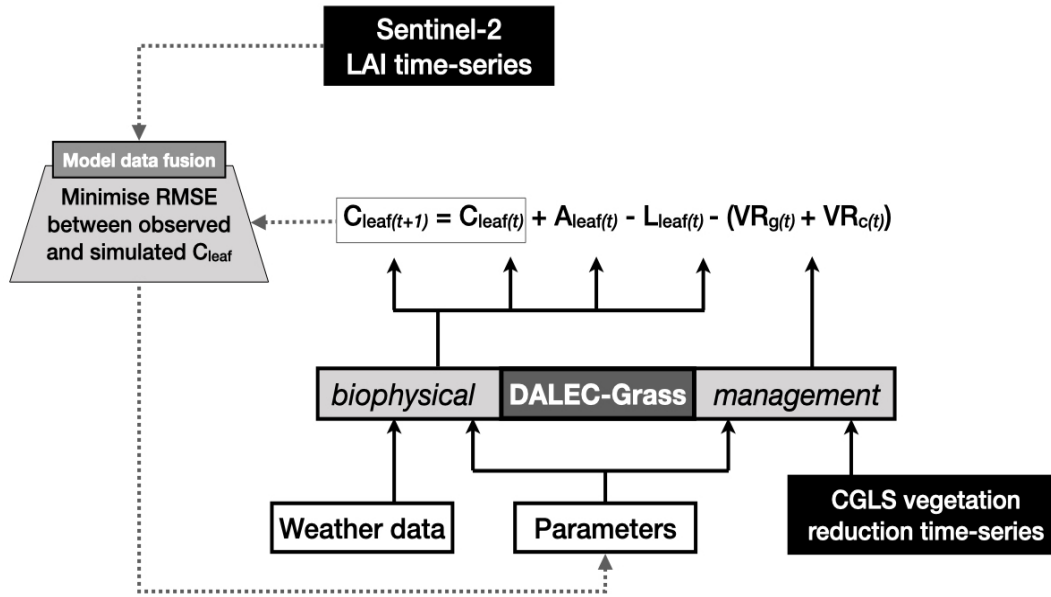 Sentinel-2
LAI time-series
Model data fusion
Minimise RMSE
between observed
and simulated Cleaf
Cleaf(t+1) = Cleaf(t) + Aleaf(t) - Lleaf(t) - (VRg(t) + VRc(t))
biophysical DALEC-Grass management
Weather data
Parameters
CGLS vegetation
reduction time-series